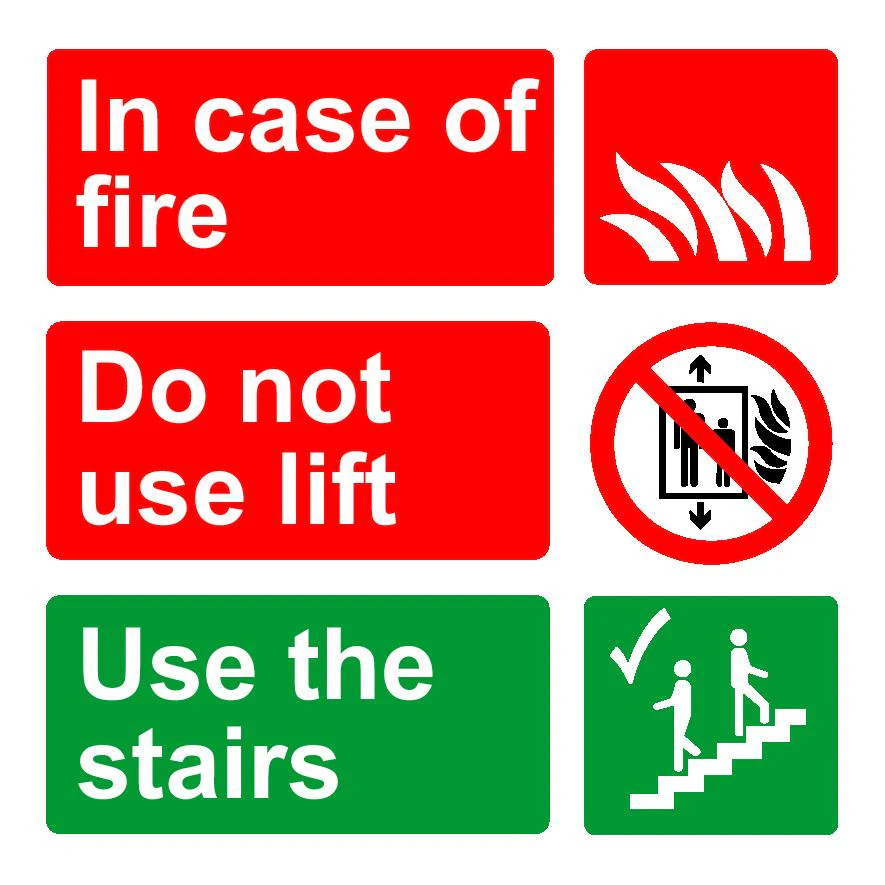 In case of
fire
Do not
use lift
Use the
stairs